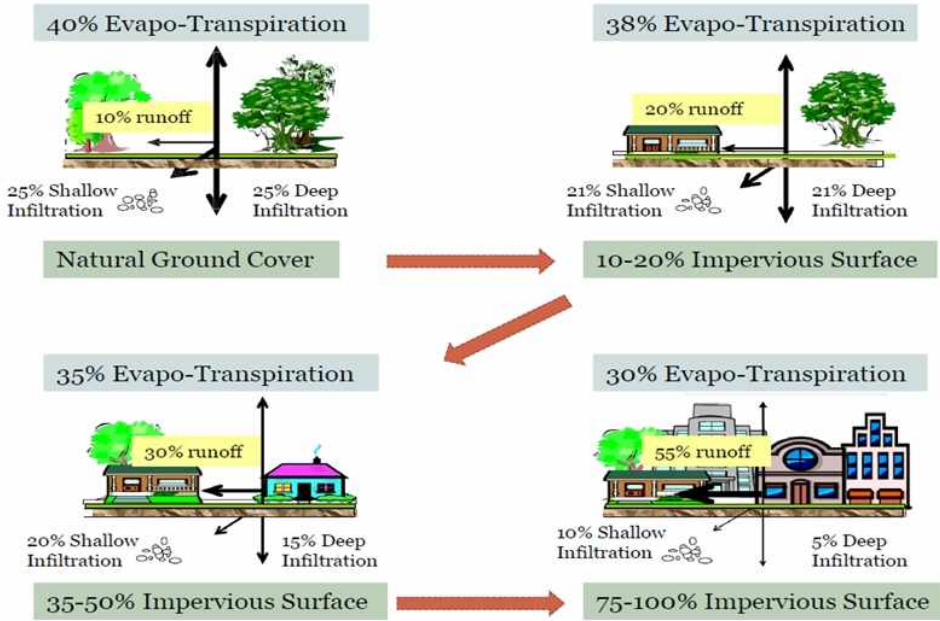 40% Evapo-Transpiration
10% runoff
25% Shallow
Infiltration
25% Deep
Infiltration
Natural Ground Cover
38% Evapo-Transpiration
20% runoff
21% Shallow
Infiltration
21% Deep
Infiltration
10-20% Impervious Surface
35% Evapo-Transpiration
30% runoff
20% Shallow
Infiltration
15% Deep
Infiltration
35-50% Impervious Surface
30% Evapo-Transpiration
55% runoff
10% Shallow
Infiltration
5% Deep
Infiltration
75-100% Impervious Surface